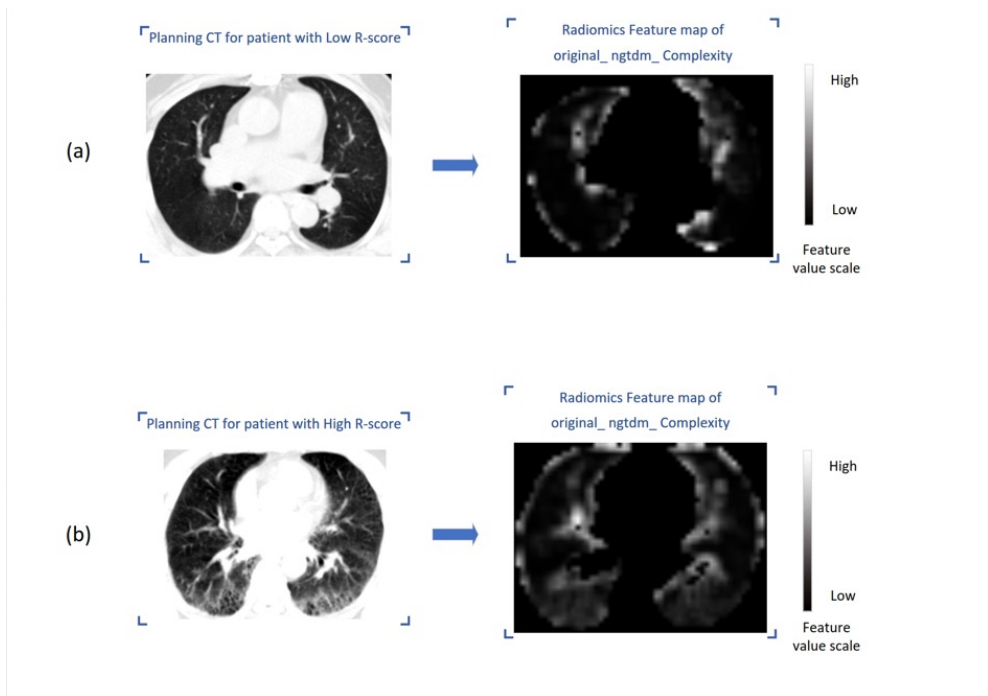 Planning CT for patient with Low R-score
Radiomics Feature map of
original_ ngtdm_ Complexity
(a)
High
Low
Feature
value scale
Planning CT for patient with High R-score
Radiomics Feature map of
original_ ngtdm_ Complexity
(b)
High
Low
Feature
value scale